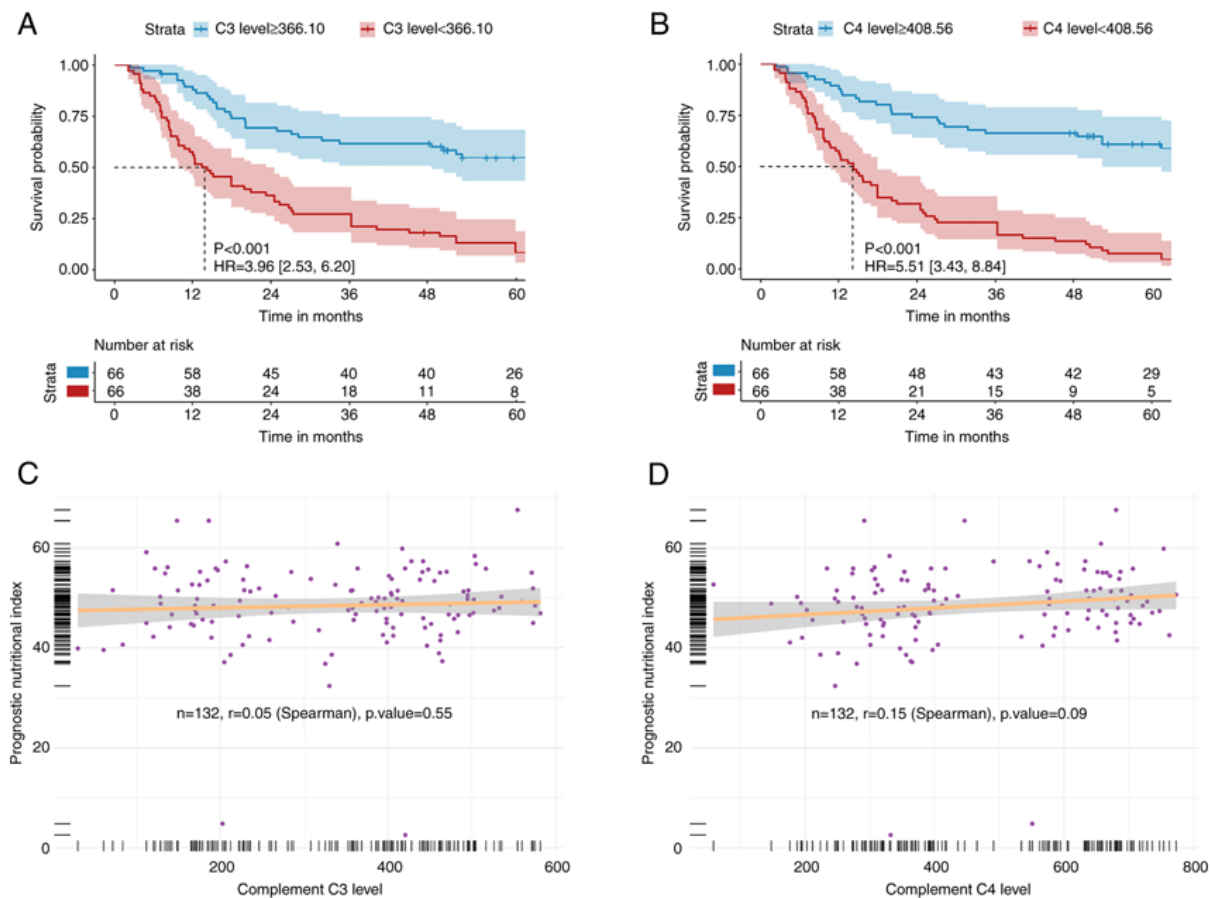 A
Strata C3 level≥366.10 C3 level<366.10
1.00
0.75
0.50
0.25
0.00
Survival probability
P<0.001
HR=3.96 [2.53, 6.20]
0 12 24 36 48 60
Time in months
Number at risk
Strata
66 58 45 40 40 26
66 38 24 18 11 8
0 12 24 36 48 60
Time in months
B
Strata C4 level≥408.56 C4 level<408.56
1.00
0.75
0.50
0.25
0.00
Survival probability
P<0.001
HR=5.51 [3.43, 8.84]
0 12 24 36 48 60
Time in months
Number at risk
Strata
66 58 48 43 42 29
66 38 21 15 9 5
0 12 24 36 48 60
Time in months
C
Prognostic nutritional index
60
40
20
0
n=132, r=0.05 (Spearman), p.value=0.55
200 400 600
Complement C3 level
D
Prognostic nutritional index
60
40
20
0
n=132, r=0.15 (Spearman), p.value=0.09
200 400 600 800
Complement C4 level